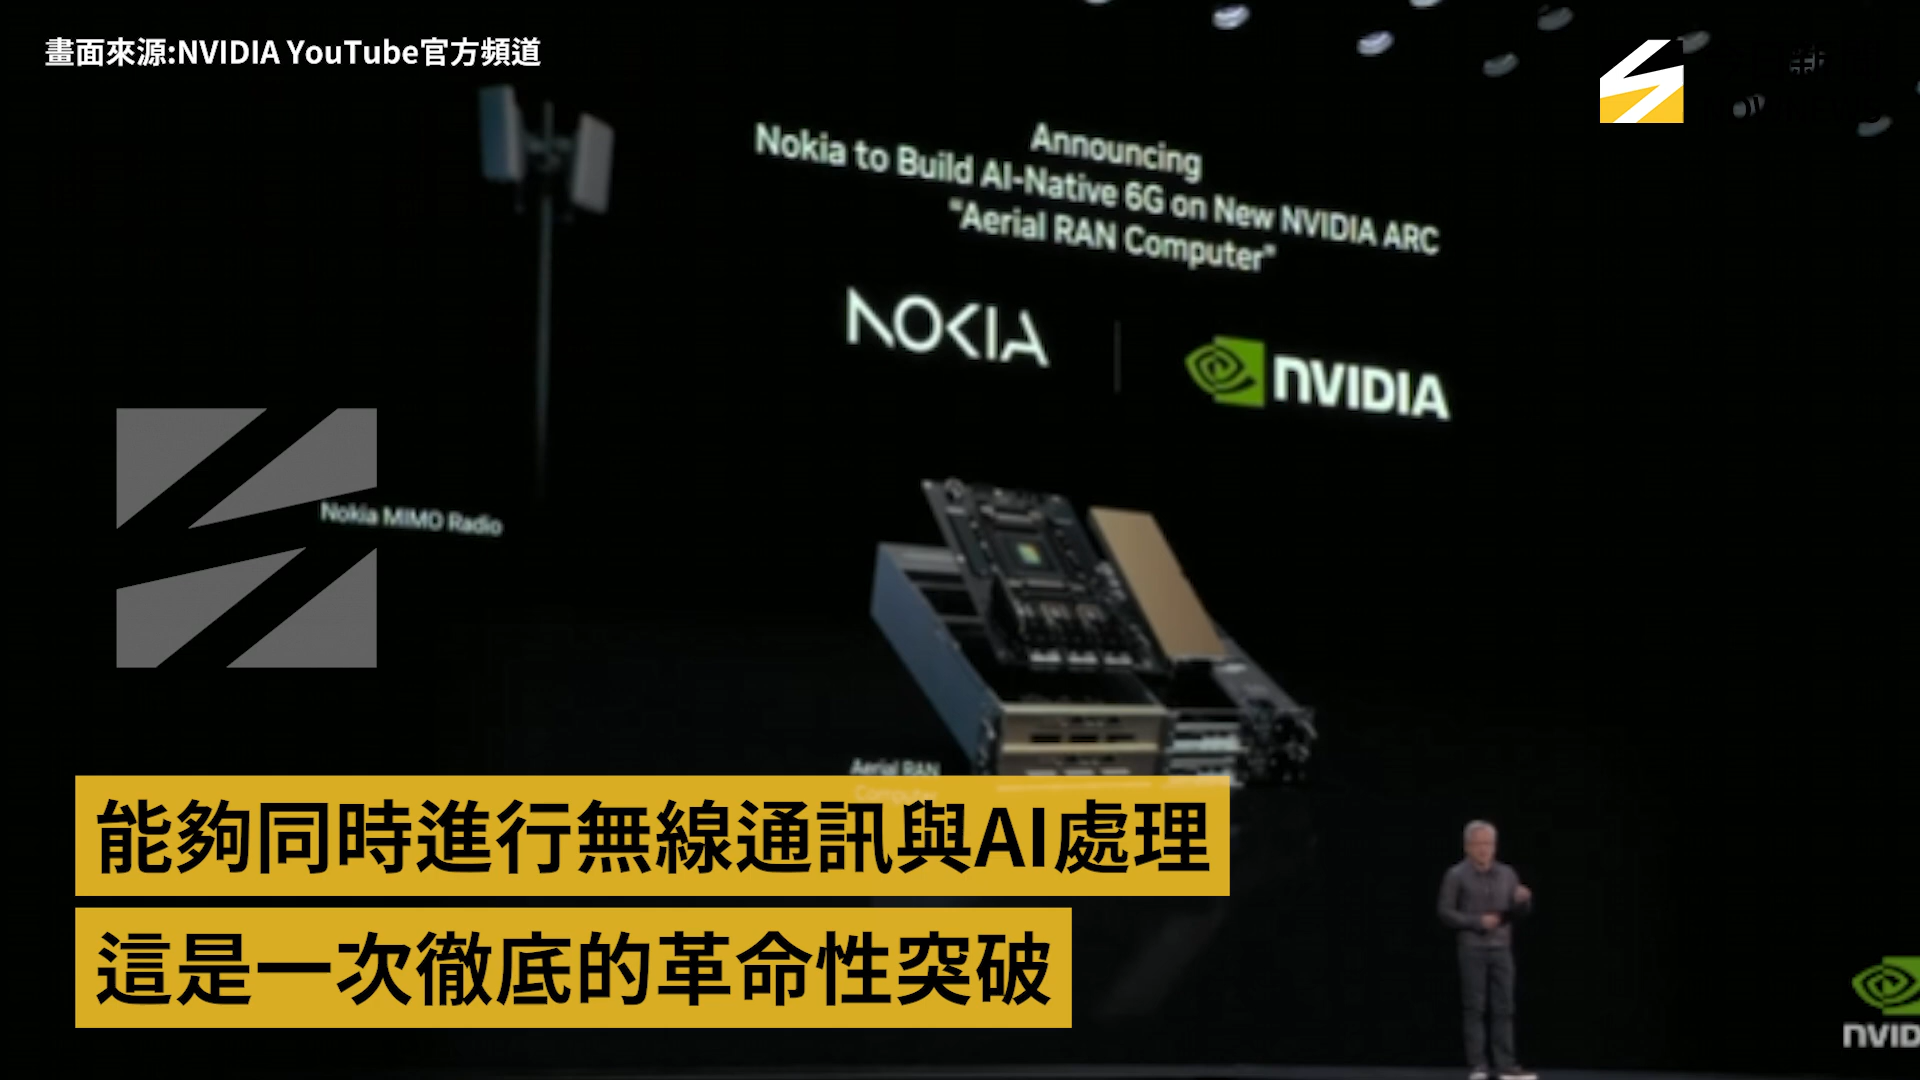 畫面來源:NVIDIA YouTube官方頻道
Announcing
Nokia to Build AI-Native 6G on New NVIDIA ARC
"Aerial RAN Computer"
NOKIA
NVIDIA
Nokia MIMO Radio
Aerial RAN
Computer
能夠同時進行無線通訊與AI處理
這是一次徹底的革命性突破
NVID